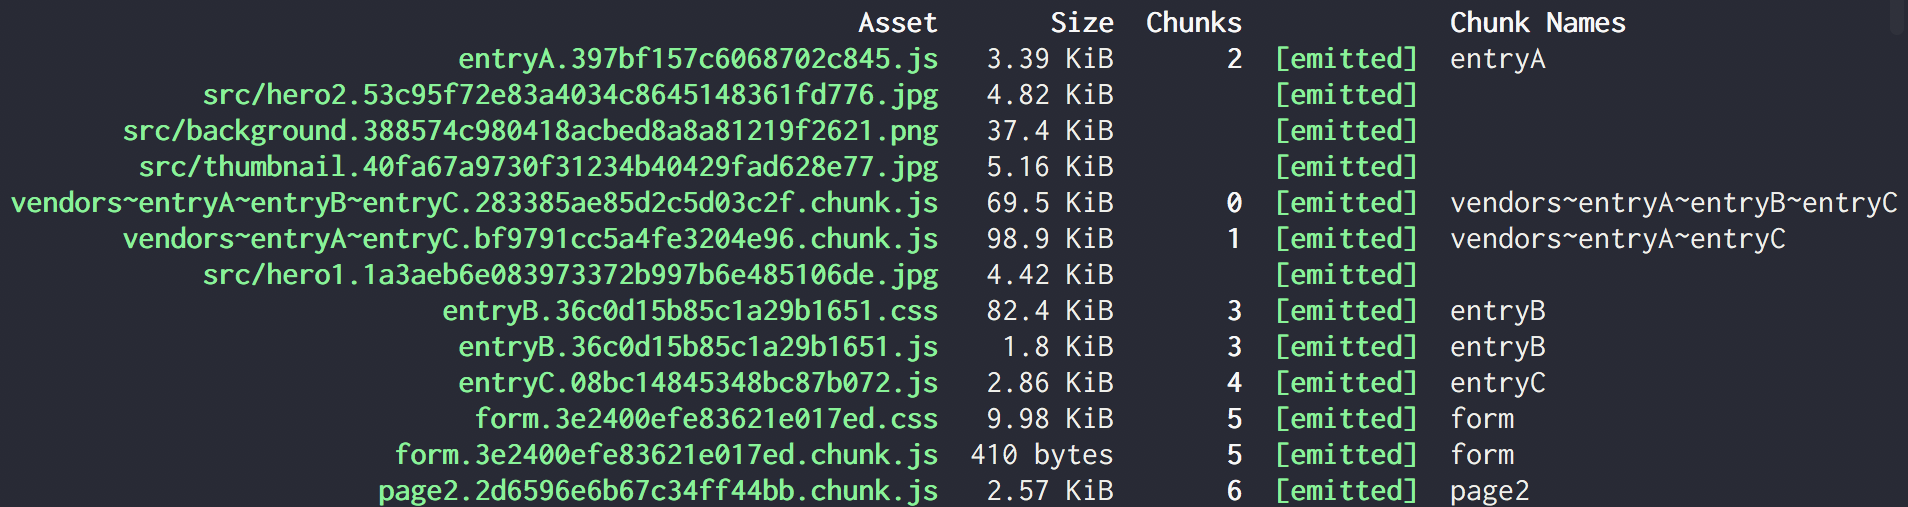 Asset Size Chunks Chunk Names
entryA.397bf157c6068702c845.js 3.39 KiB 2 [emitted] entryA
src/hero2.53c95f72e83a4034c8645148361fd776.jpg 4.82 KiB [emitted]
src/background.388574c980418acbed8a8a81219f2621.png 37.4 KiB [emitted]
src/thumbnail.40fa67a9730f31234b40429fad628e77.jpg 5.16 KiB [emitted]
vendors~entryA~entryB~entryC.283385ae85d2c5d03c2f.chunk.js 69.5 KiB 0 [emitted] vendors~entryA~entryB~entryC
vendors~entryA~entryC.bf9791cc5a4fe3204e96.chunk.js 98.9 KiB 1 [emitted] vendors~entryA~entryC
src/hero1.1a3aeb6e083973372b997b6e485106de.jpg 4.42 KiB [emitted]
entryB.36c0d15b85c1a29b1651.css 82.4 KiB 3 [emitted] entryB
entryB.36c0d15b85c1a29b1651.js 1.8 KiB 3 [emitted] entryB
entryC.08bc14845348bc87b072.js 2.86 KiB 4 [emitted] entryC
form.3e2400efe83621e017ed.css 9.98 KiB 5 [emitted] form
form.3e2400efe83621e017ed.chunk.js 410 bytes 5 [emitted] form
page2.2d6596e6b67c34ff44bb.chunk.js 2.57 KiB 6 [emitted] page2